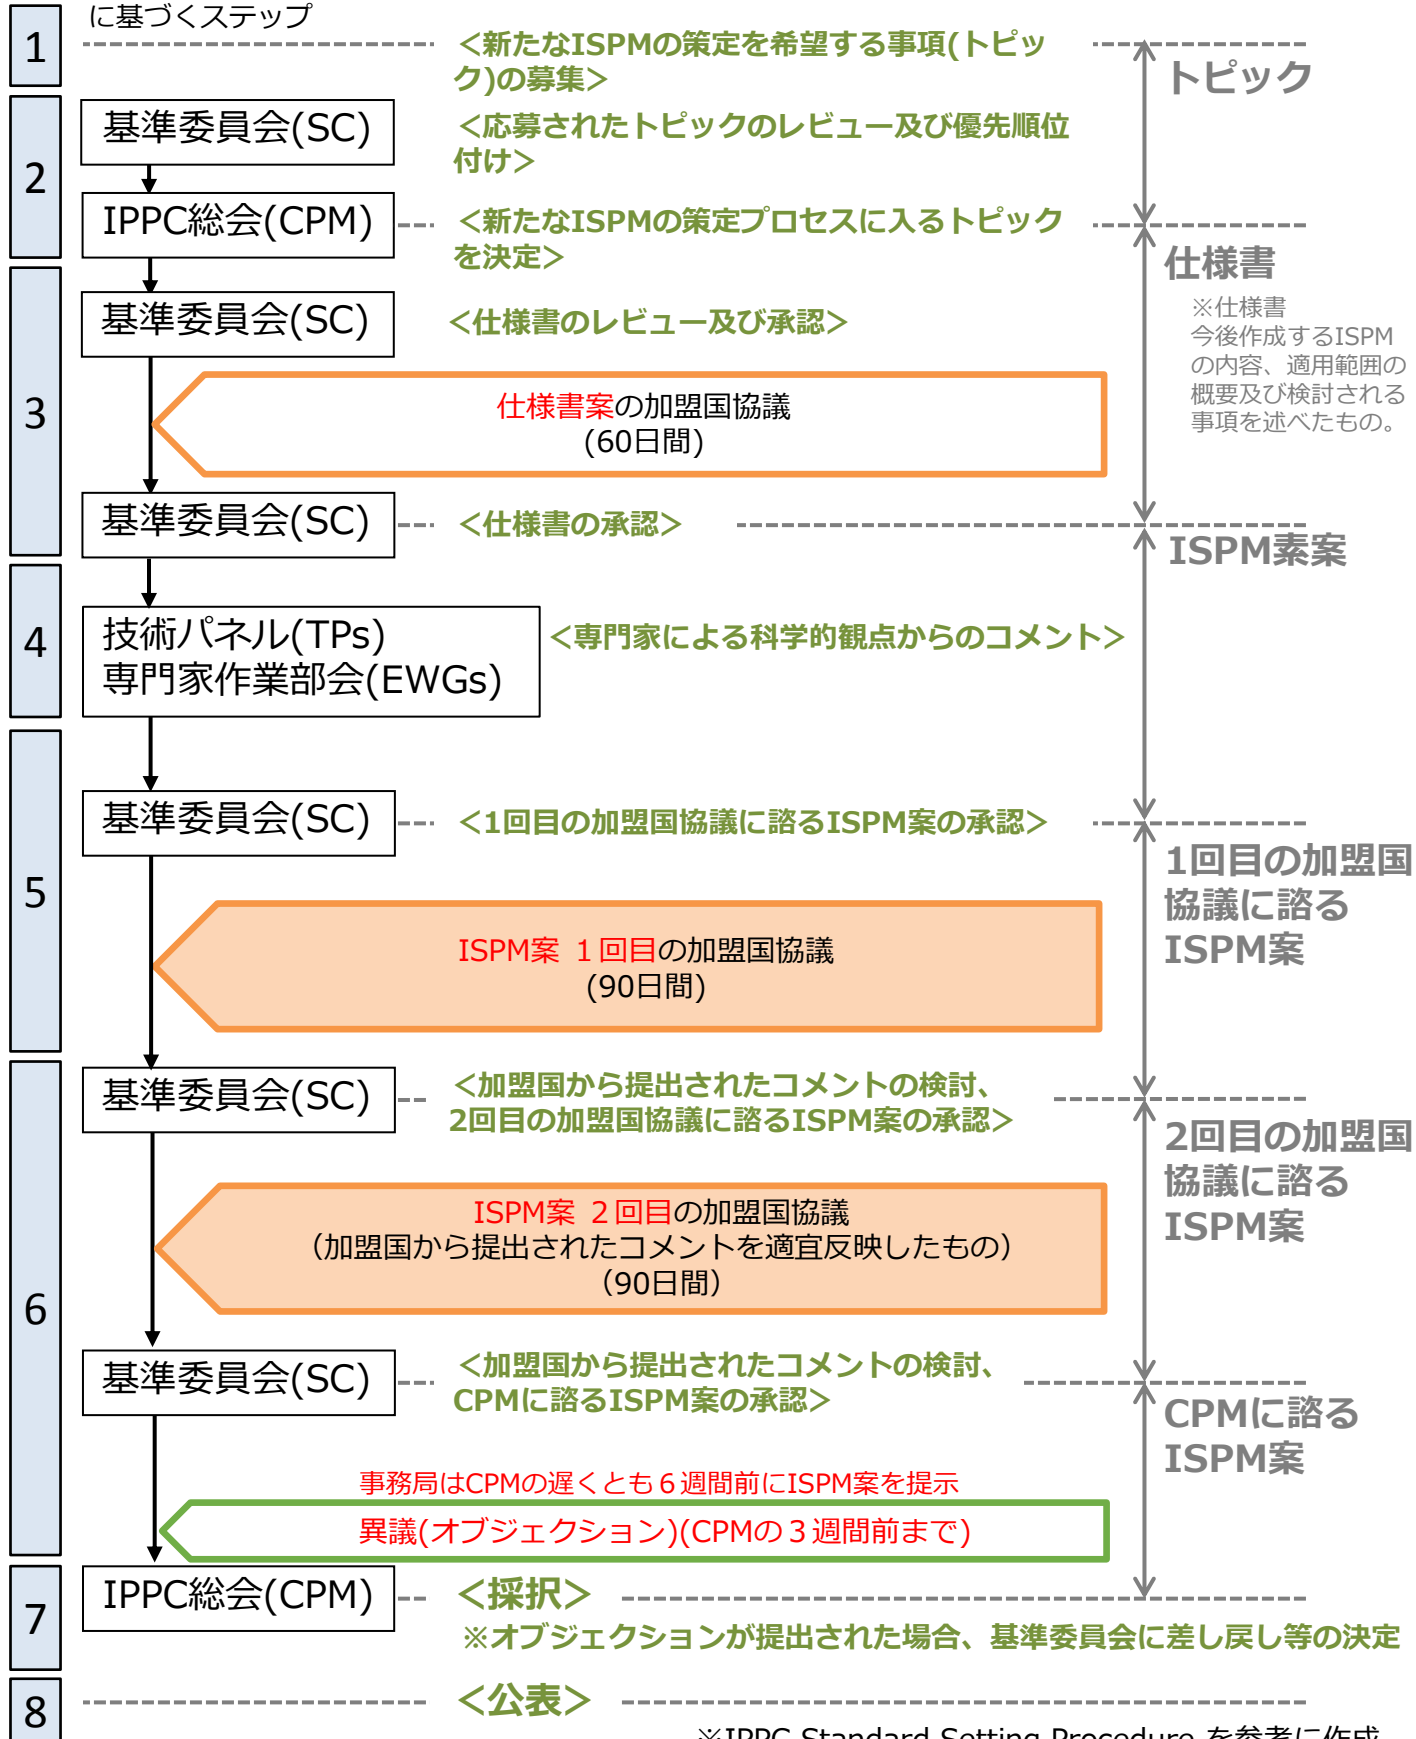 に基づくステップ
1
<新たなISPMの策定を希望する事項(トピッ
ク)の募集>
トピック
2
基準委員会(SC)
<応募されたトピックのレビュー及び優先順位
付け>
IPPC総会(CPM)
<新たなISPMの策定プロセスに入るトピック
を決定>
仕様書
※仕様書
今後作成するISPM
の内容、適用範囲の
概要及び検討される
事項を述べたもの。
3
基準委員会(SC)
<仕様書のレビュー及び承認>
仕様書案の加盟国協議
(60日間)
基準委員会(SC)
<仕様書の承認>
ISPM素案
4
技術パネル(TPs)
専門家作業部会(EWGs)
<専門家による科学的観点からのコメント>
5
基準委員会(SC)
<1回目の加盟国協議に諮るISPM案の承認>
1回目の加盟国
協議に諮る
ISPM案
ISPM案 １回目の加盟国協議
(90日間)
6
基準委員会(SC)
<加盟国から提出されたコメントの検討、
2回目の加盟国協議に諮るISPM案の承認>
2回目の加盟国
協議に諮る
ISPM案
ISPM案 ２回目の加盟国協議
（加盟国から提出されたコメントを適宜反映したもの）
（90日間）
基準委員会(SC)
<加盟国から提出されたコメントの検討、
CPMに諮るISPM案の承認>
CPMに諮る
ISPM案
事務局はCPMの遅くとも６週間前にISPM案を提示
異議(オブジェクション)(CPMの３週間前まで)
7
IPPC総会(CPM)
<採択>
※オブジェクションが提出された場合、基準委員会に差し戻し等の決定
8
<公表>
※IPPC Standard Setting Procedure を参考に作成